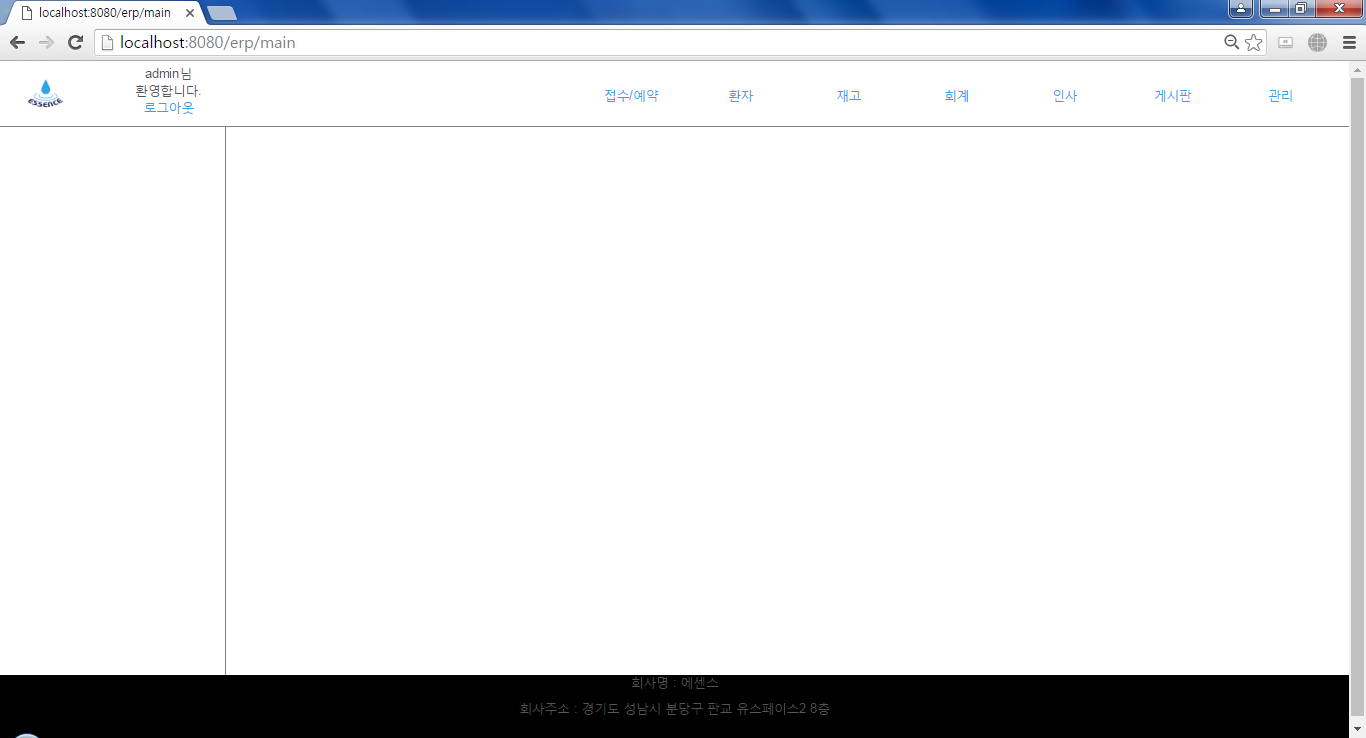 localhost:8080/erp/main
localhost:8080/erp/main
essence
admin님
환영합니다.
로그아웃
접수/예약 환자 재고 회계 인사 게시판 관리
회사명 : 에센스
회사주소 : 경기도 성남시 분당구 판교 유스페이스2 8층